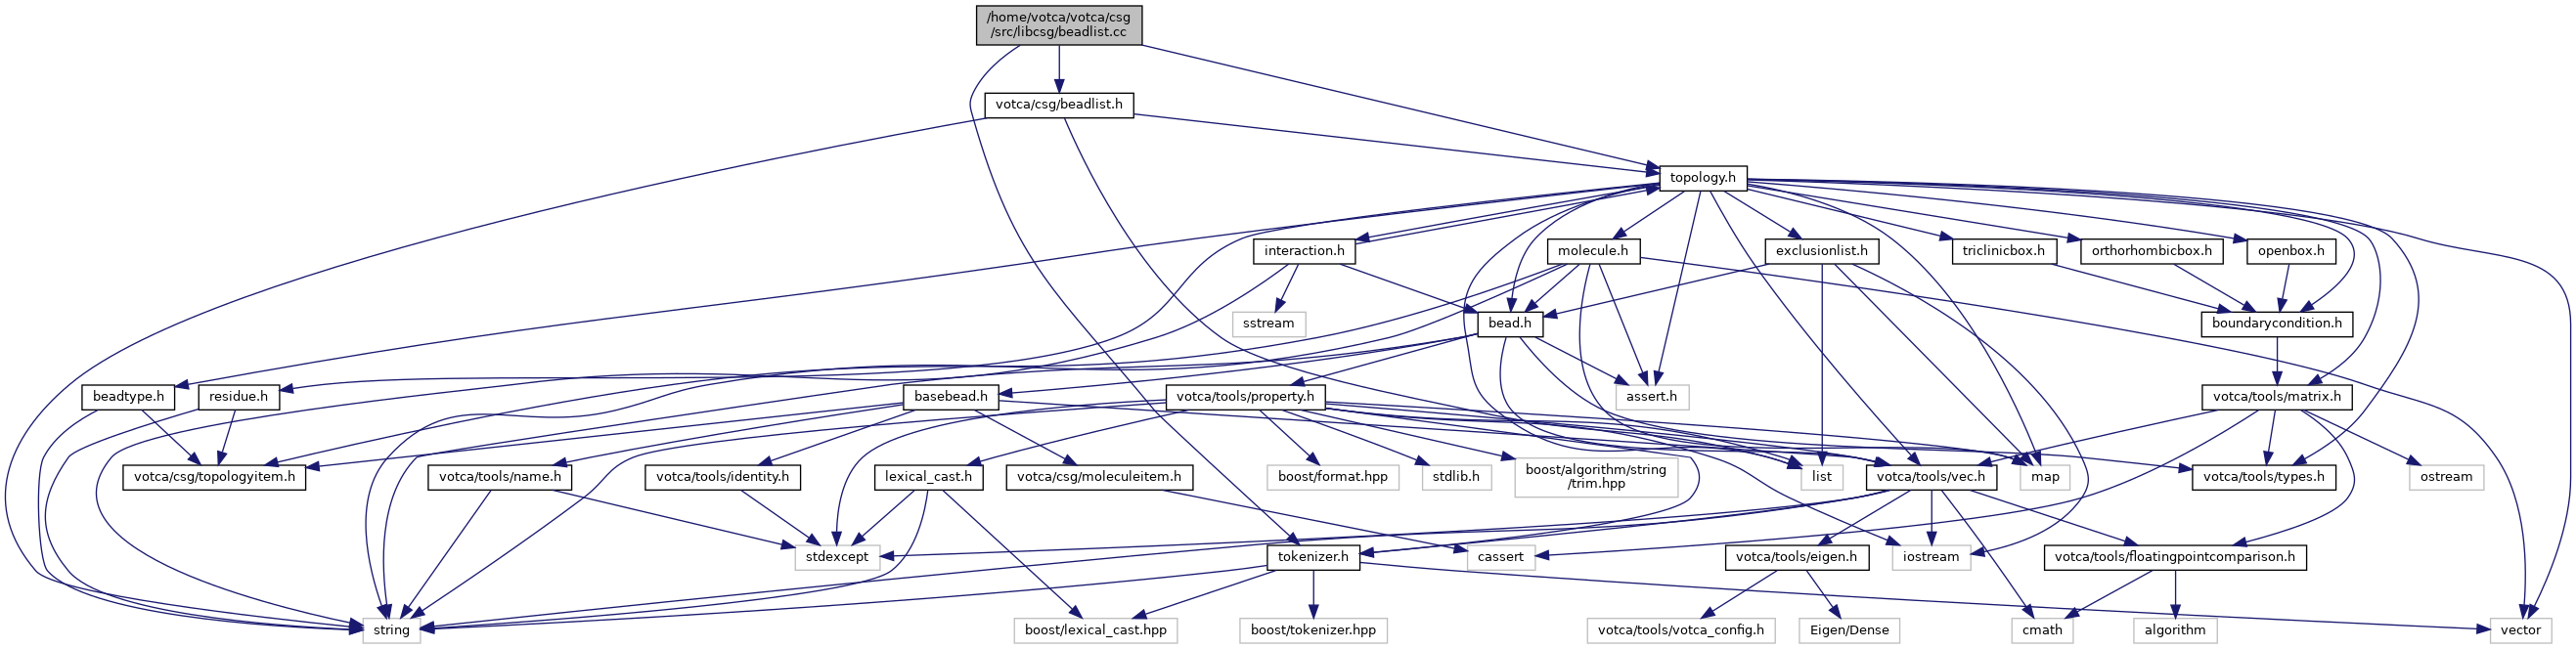 /home/votca/votca/csg
/src/libcsg/beadlist.cc
votca/csg/beadlist.h
topology.h
interaction.h
molecule.h
exclusionlist.h
triclinicbox.h
orthorhombicbox.h
openbox.h
sstream
bead.h
boundarycondition.h
beadtype.h
residue.h
basebead.h
votca/tools/property.h
assert.h
votca/tools/matrix.h
votca/csg/topologyitem.h
votca/tools/name.h
votca/tools/identity.h
lexical_cast.h
votca/csg/moleculeitem.h
boost/format.hpp
stdlib.h
boost/algorithm/string
/trim.hpp
list
votca/tools/vec.h
map
votca/tools/types.h
ostream
stdexcept
tokenizer.h
cassert
votca/tools/eigen.h
iostream
votca/tools/floatingpointcomparison.h
string
boost/lexical_cast.hpp
boost/tokenizer.hpp
votca/tools/votca_config.h
Eigen/Dense
cmath
algorithm
vector